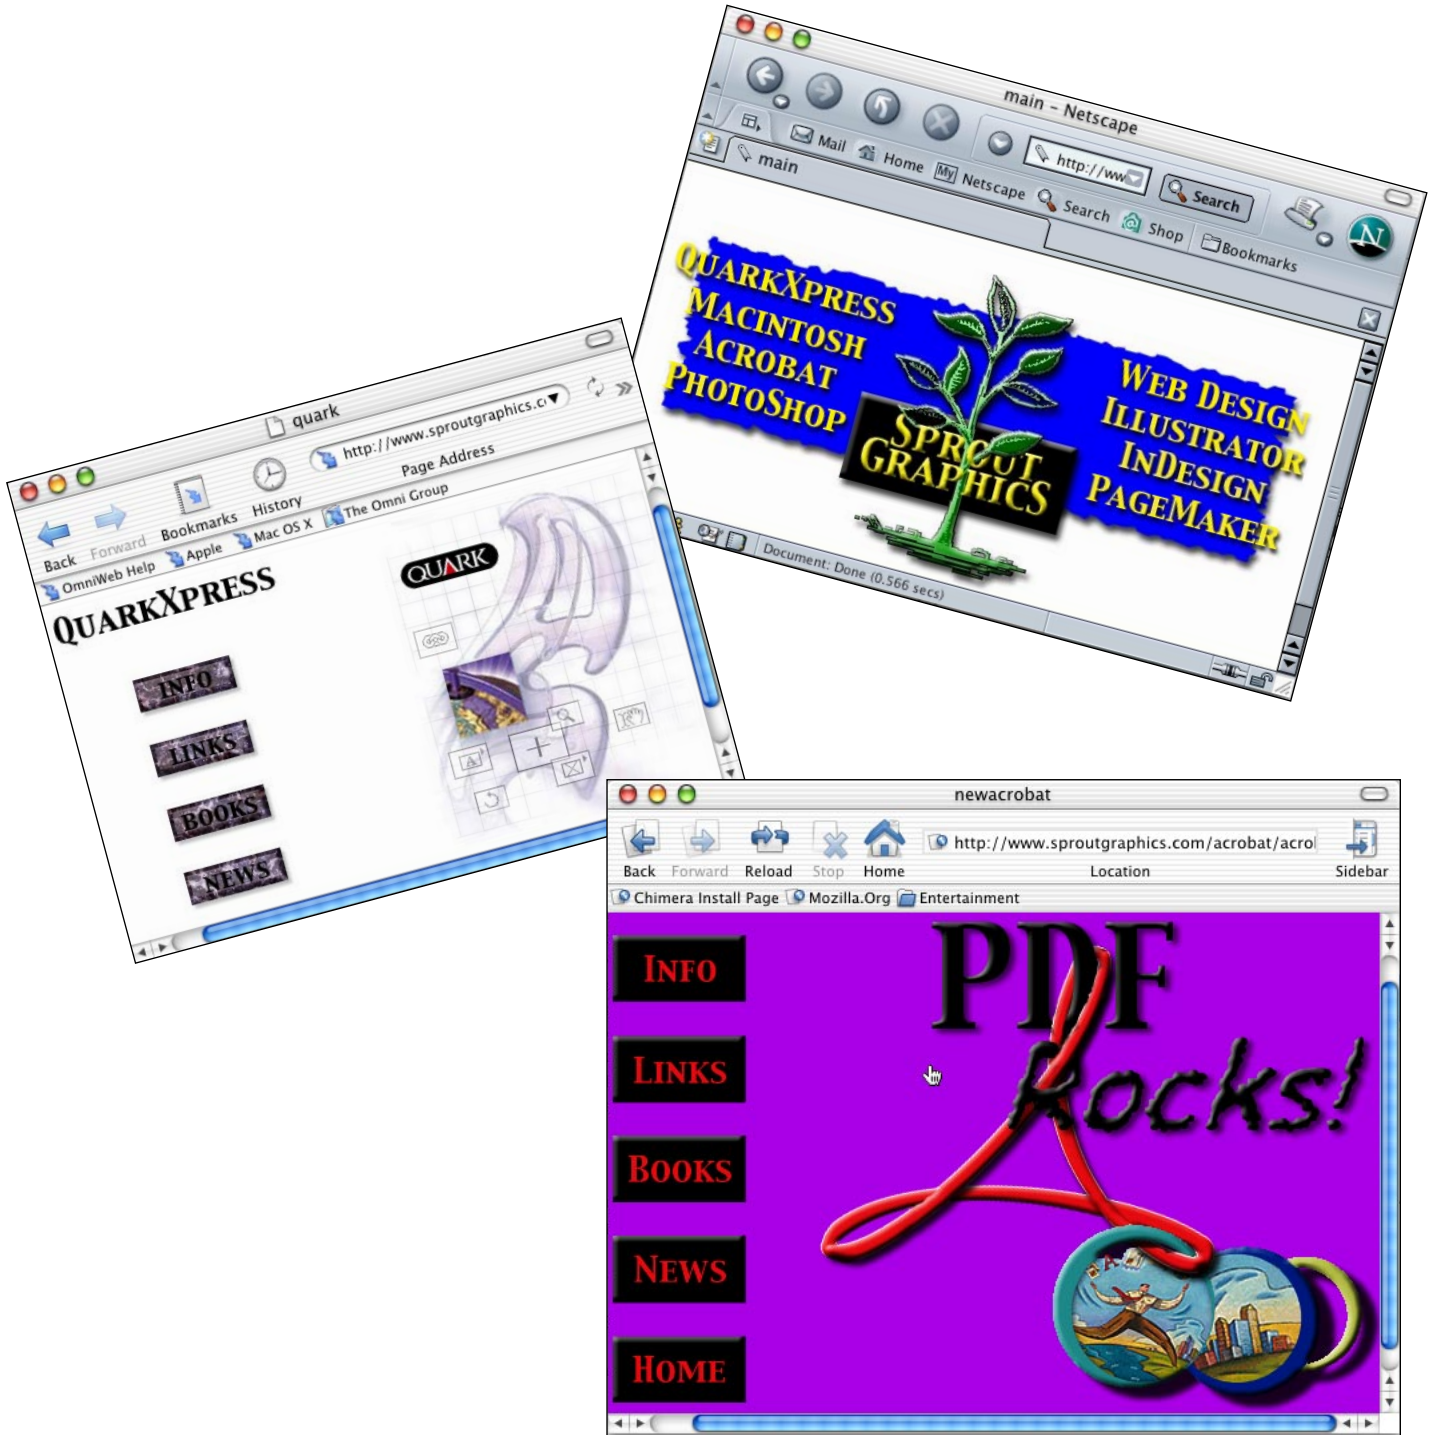 main – Netscape
http://ww
Search
Mail
Home
My
Netscape
Search
Shop
Bookmarks
main
N
QUARKXPRESS
MACINTOSH
ACROBAT
PHOTOSHOP
WEB DESIGN
ILLUSTRATOR
INDESIGN
PAGEMAKER
SPROUT
GRAPHICS
Document: Done (0.566 secs)
quark
http://www.sproutgraphics.c
Back
Forward
Bookmarks
History
Page Address
OmniWeb Help
Apple
Mac OS X
The Omni Group
QUARKXPRESS
QUARK
INFO
LINKS
BOOKS
NEWS
A
newacrobat
http://www.sproutgraphics.com/acrobat/acro
Back Forward Reload Stop Home Location Sidebar
Chimera Install Page Mozilla.Org Entertainment
INFO
LINKS
BOOKS
NEWS
HOME
PDF
Rocks!
A